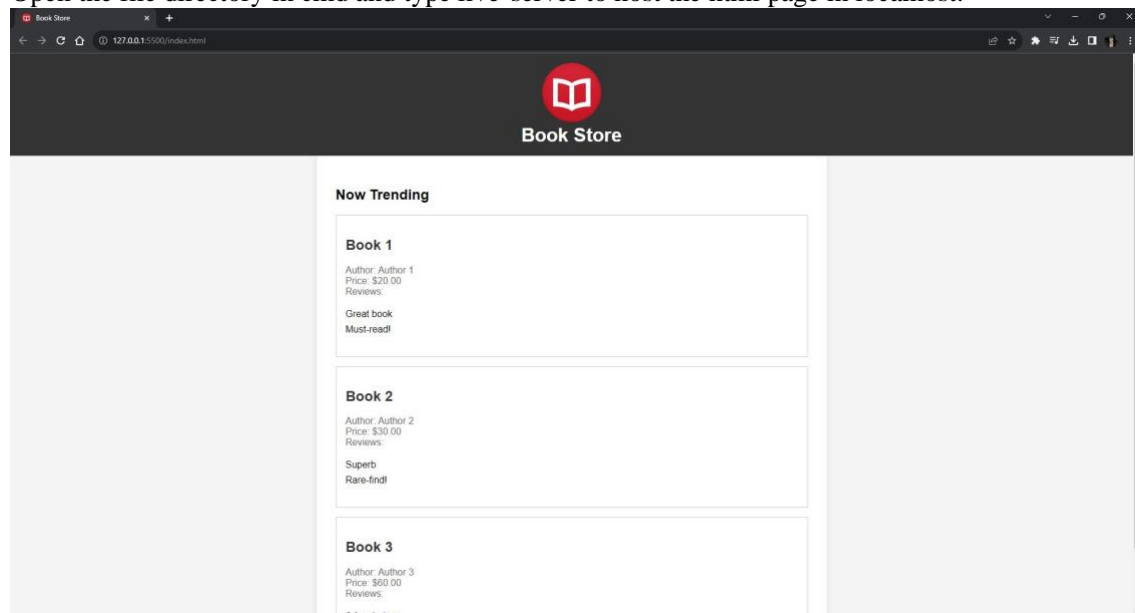 Open the file directory in cmd and type live-server to host the html page in localhost.
Book Store
127.0.0.1:5500/index.html
Book Store
Now Trending
Book 1
Author: Author 1
Price: $20.00
Reviews:
Great book
Must-read!
Book 2
Author: Author 2
Price: $30.00
Reviews:
Superb
Rare-find!
Book 3
Author: Author 3
Price: $60.00
Reviews: